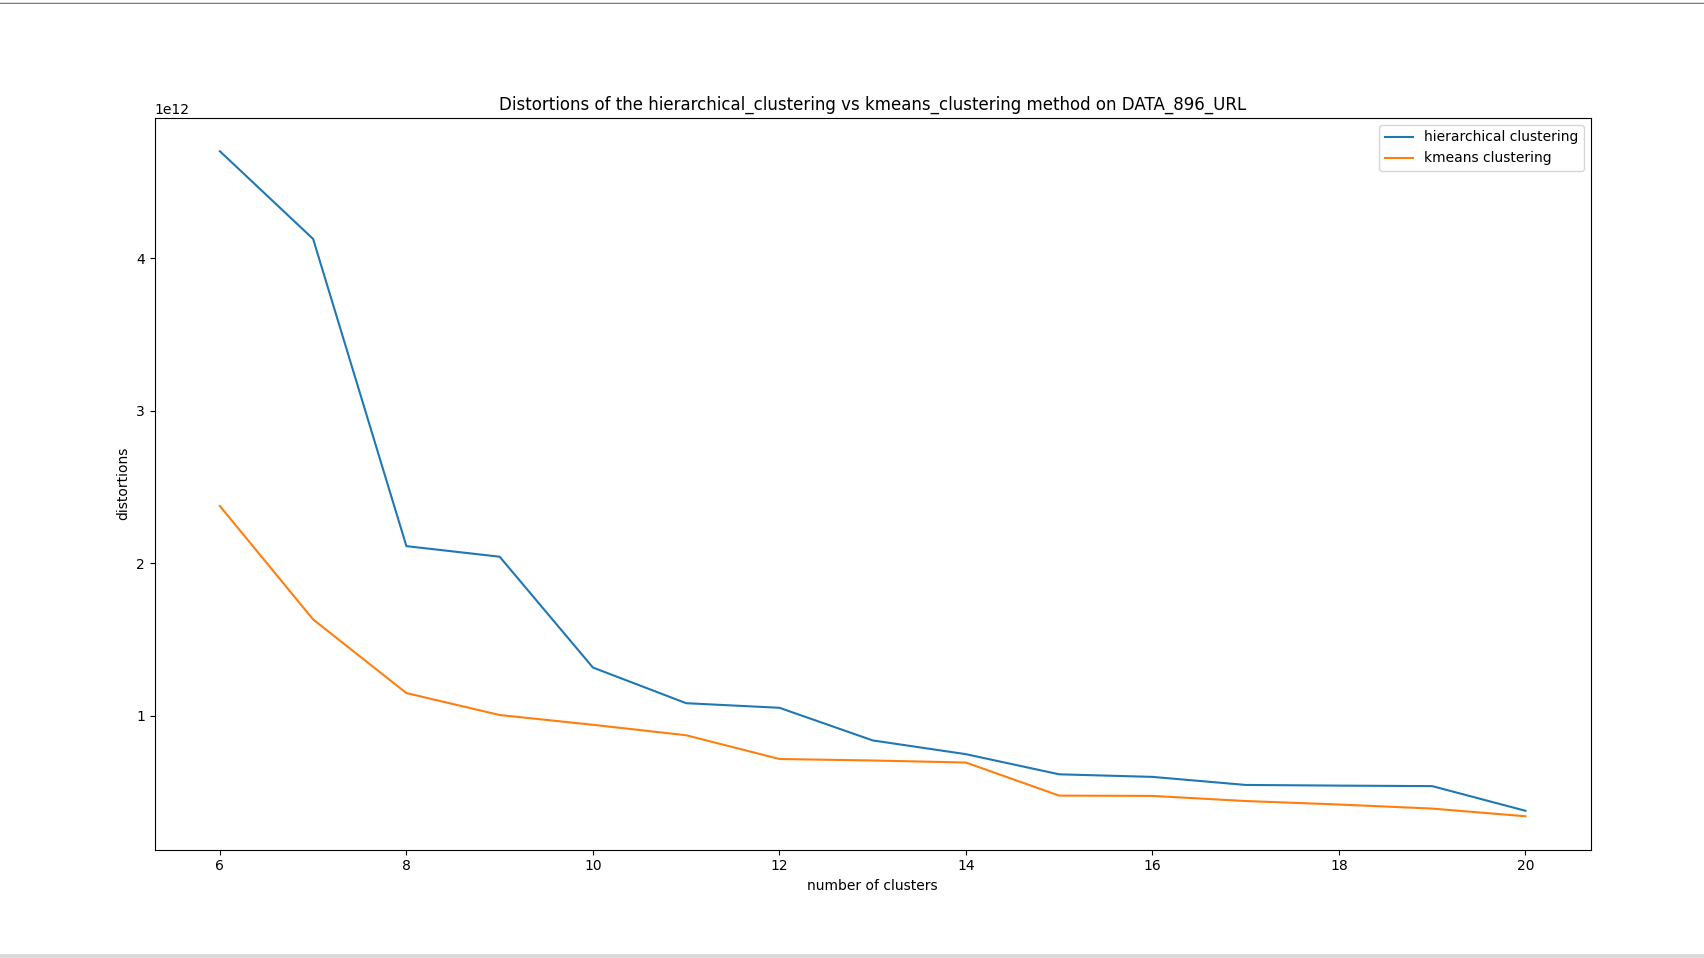 Distortions of the hierarchical_clustering vs kmeans_clustering method on DATA_896_URL
1e12
hierarchical clustering
kmeans clustering
4
3
2
1
distortions
6 8 10 12 14 16 18 20
number of clusters